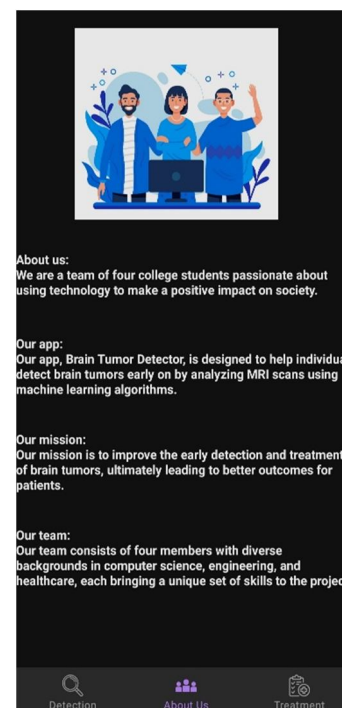 About us:
We are a team of four college students passionate about
using technology to make a positive impact on society.
Our app:
Our app, Brain Tumor Detector, is designed to help individua
detect brain tumors early on by analyzing MRI scans using
machine learning algorithms.
Our mission:
Our mission is to improve the early detection and treatment
of brain tumors, ultimately leading to better outcomes for
patients.
Our team:
Our team consists of four members with diverse
backgrounds in computer science, engineering, and
healthcare, each bringing a unique set of skills to the projec
Detection About Us Treatment